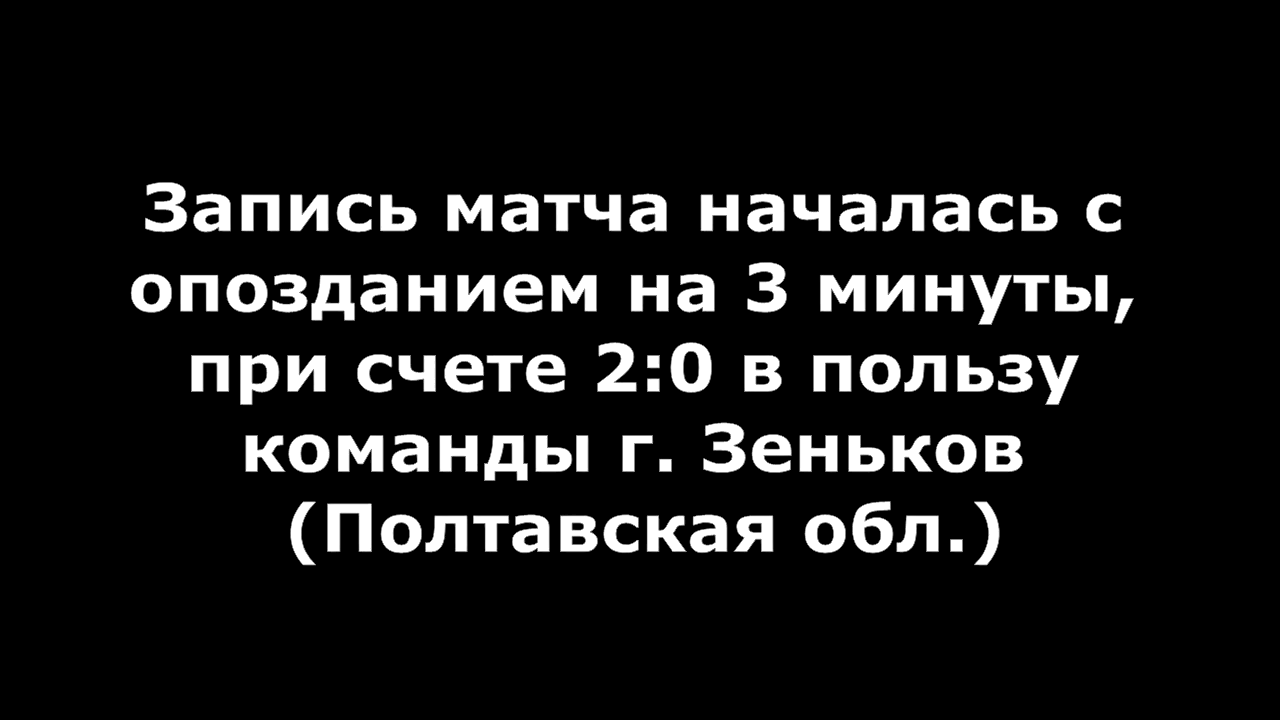 Запись матча началась с
опозданием на 3 минуты,
при счете 2:0 в пользу
команды г. Зеньков
(Полтавская обл.)